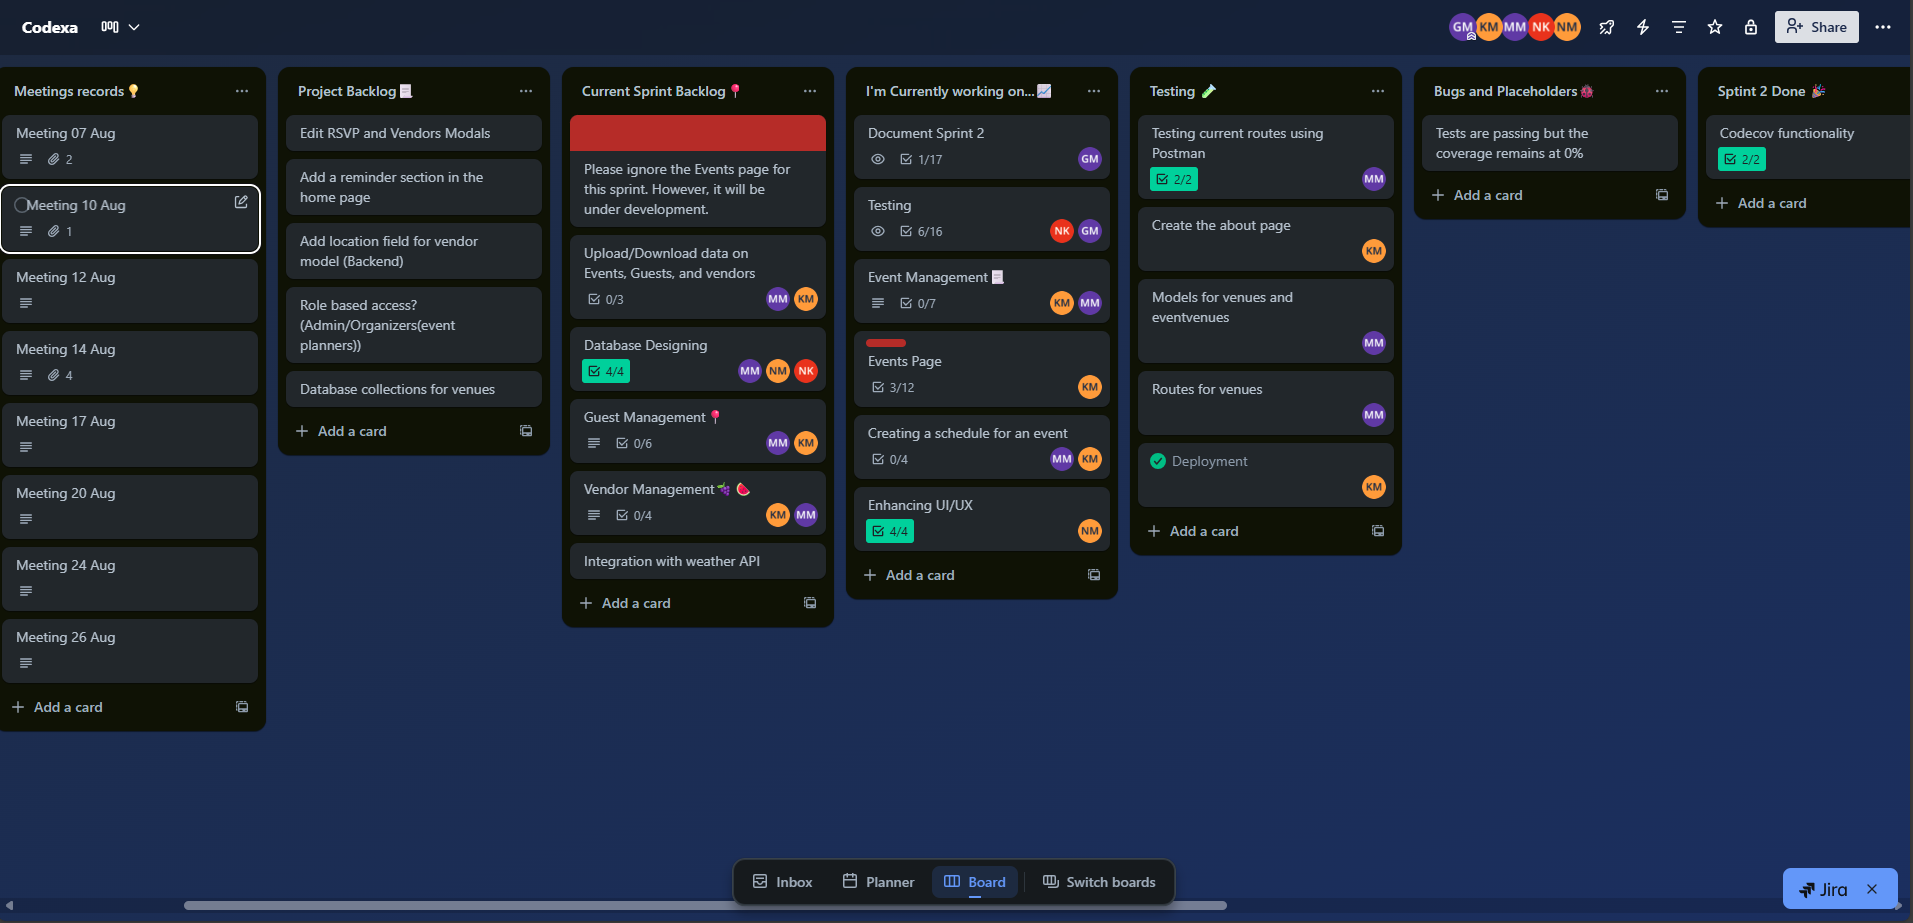 Codexa
GM KM MM NK NM
Share
Meetings records
Meeting 07 Aug
2
Meeting 10 Aug
1
Meeting 12 Aug
Meeting 14 Aug
4
Meeting 17 Aug
Meeting 20 Aug
Meeting 24 Aug
Meeting 26 Aug
Add a card
Project Backlog
Edit RSVP and Vendors Modals
Add a reminder section in the
home page
Add location field for vendor
model (Backend)
Role based access?
(Admin/Organizers(event
planners))
Database collections for venues
Add a card
Current Sprint Backlog
Please ignore the Events page for
this sprint. However, it will be
under development.
Upload/Download data on
Events, Guests, and vendors
0/3 MM KM
Database Designing
4/4 MM NM NK
Guest Management
0/6 MM KM
Vendor Management
0/4 KM MM
Integration with weather API
Add a card
I'm Currently working on...
Document Sprint 2
1/17 GM
Testing
6/16 NK GM
Event Management
0/7 KM MM
Events Page
3/12 KM
Creating a schedule for an event
0/4 MM KM
Enhancing UI/UX
4/4 NM
Add a card
Testing
Testing current routes using
Postman
2/2 MM
Create the about page
KM
Models for venues and
eventvenues
MM
Routes for venues
MM
Deployment
KM
Add a card
Bugs and Placeholders
Tests are passing but the
coverage remains at 0%
Add a card
Sptint 2 Done
Codecov functionality
2/2
Add a card
Inbox
Planner
Board
Switch boards
Jira